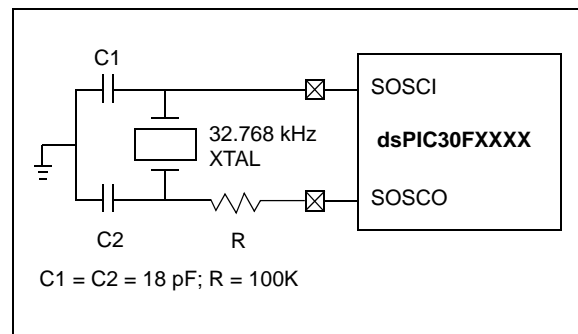 C1
SOSCI
32.768 kHz
XTAL
dsPIC30FXXXX
SOSCO
C2
R
C1 = C2 = 18 pF; R = 100K